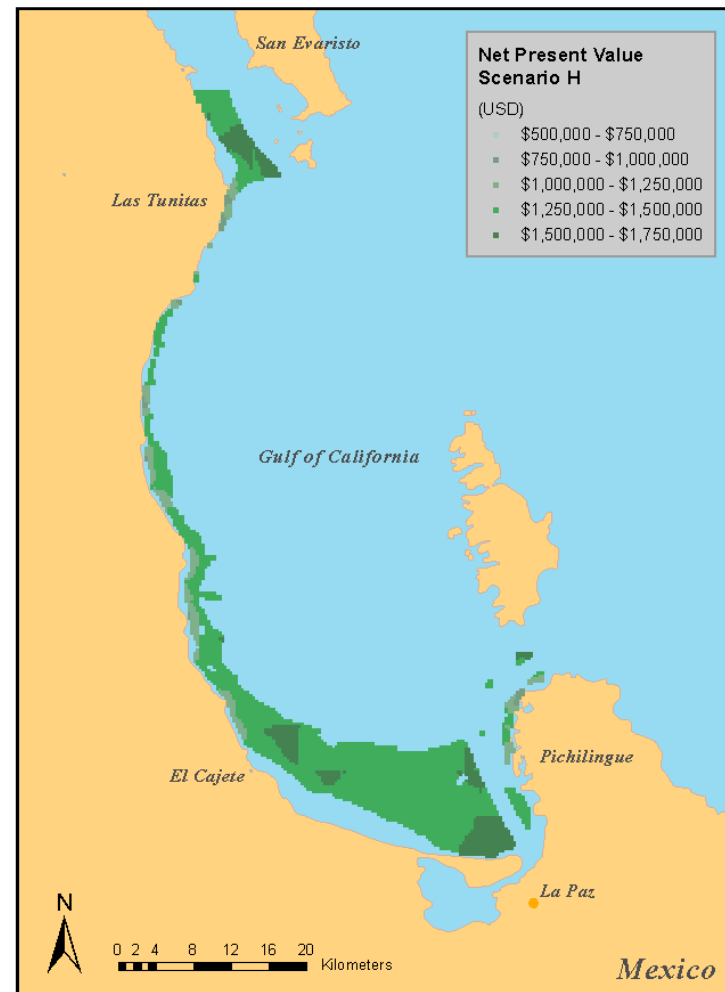 San Evaristo
Net Present Value
Scenario H
(USD)
$500,000 - $750,000
$750,000 - $1,000,000
$1,000,000 - $1,250,000
$1,250,000 - $1,500,000
$1,500,000 - $1,750,000
Las Tunitas
Gulf of California
Pichilingue
El Cajete
La Paz
N
0 2 4 8 12 16 20
Kilometers
Mexico